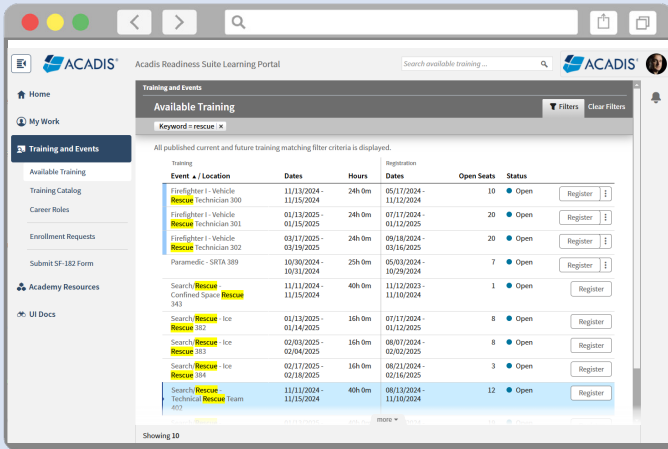 ACADIS®
Acadis Readiness Suite Learning Portal
Search available training ...
ACADIS®
Home
My Work
Training and Events
Available Training
Training Catalog
Career Roles
Enrollment Requests
Submit SF-182 Form
Academy Resources
UI Docs
Training and Events
Available Training
Filters Clear Filters
Keyword = rescue ×
All published current and future training matching filter criteria is displayed.
Training Registration
Event ▲ / Location Dates Hours Dates Open Seats Status
Firefighter I - Vehicle 11/13/2024 - 24h 0m 05/17/2024 - 10 Open Register
Rescue Technician 300 11/15/2024 11/12/2024
Firefighter I - Vehicle 01/13/2025 - 24h 0m 07/17/2024 - 20 Open Register
Rescue Technician 301 01/15/2025 01/12/2025
Firefighter I - Vehicle 03/17/2025 - 24h 0m 09/18/2024 - 20 Open Register
Rescue Technician 302 03/19/2025 03/16/2025
Paramedic - SRTA 389 10/30/2024 - 25h 0m 05/03/2024 - 7 Open Register
10/31/2024 10/29/2024
Search/Rescue - 11/11/2024 - 40h 0m 11/12/2023 - 1 Open Register
Confined Space Rescue 11/15/2024 11/10/2024
343
Search/Rescue - Ice 01/13/2025 - 16h 0m 07/17/2024 - 8 Open Register
Rescue 382 01/14/2025 01/12/2025
Search/Rescue - Ice 02/03/2025 - 16h 0m 08/07/2024 - 8 Open Register
Rescue 383 02/04/2025 02/02/2025
Search/Rescue - Ice 02/17/2025 - 16h 0m 08/21/2024 - 3 Open Register
Rescue 384 02/18/2025 02/16/2025
Search/Rescue - 11/11/2024 - 40h 0m 08/13/2024 - 12 Open Register
Technical Rescue Team 11/15/2024 11/10/2024
402
more
Showing 10